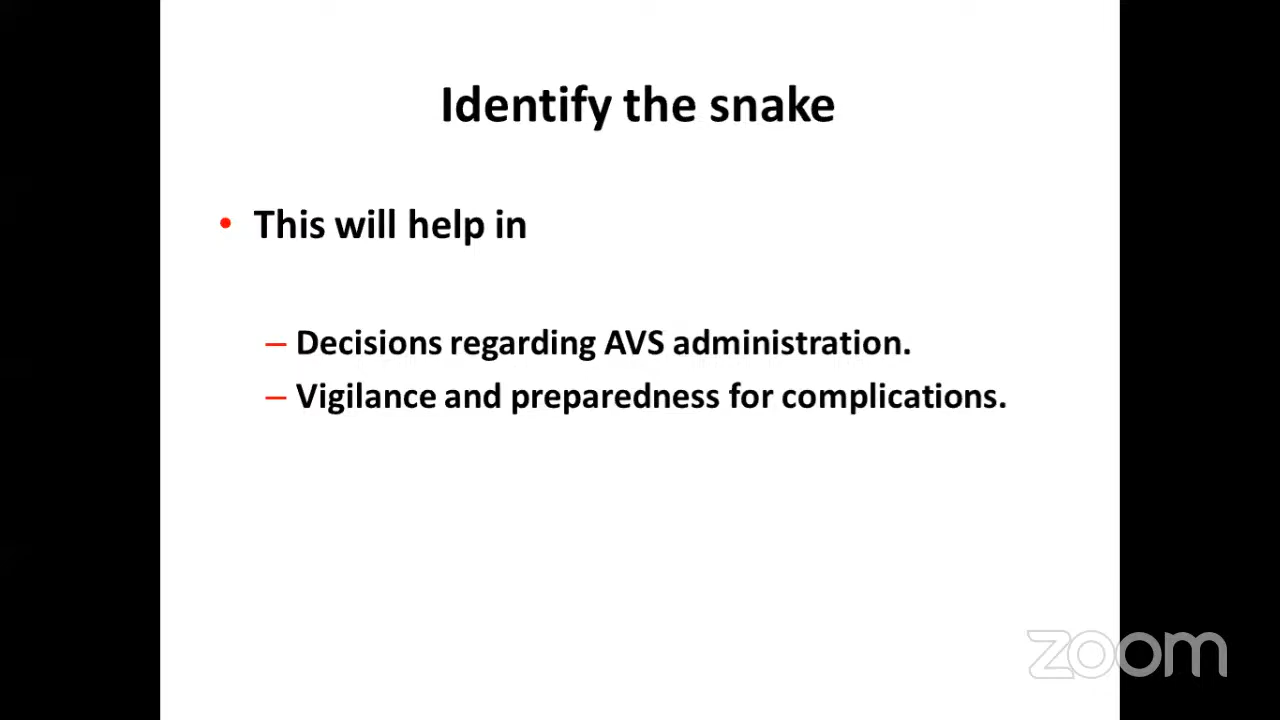 Identify the snake
• This will help in
– Decisions regarding AVS administration.
– Vigilance and preparedness for complications.
zoom